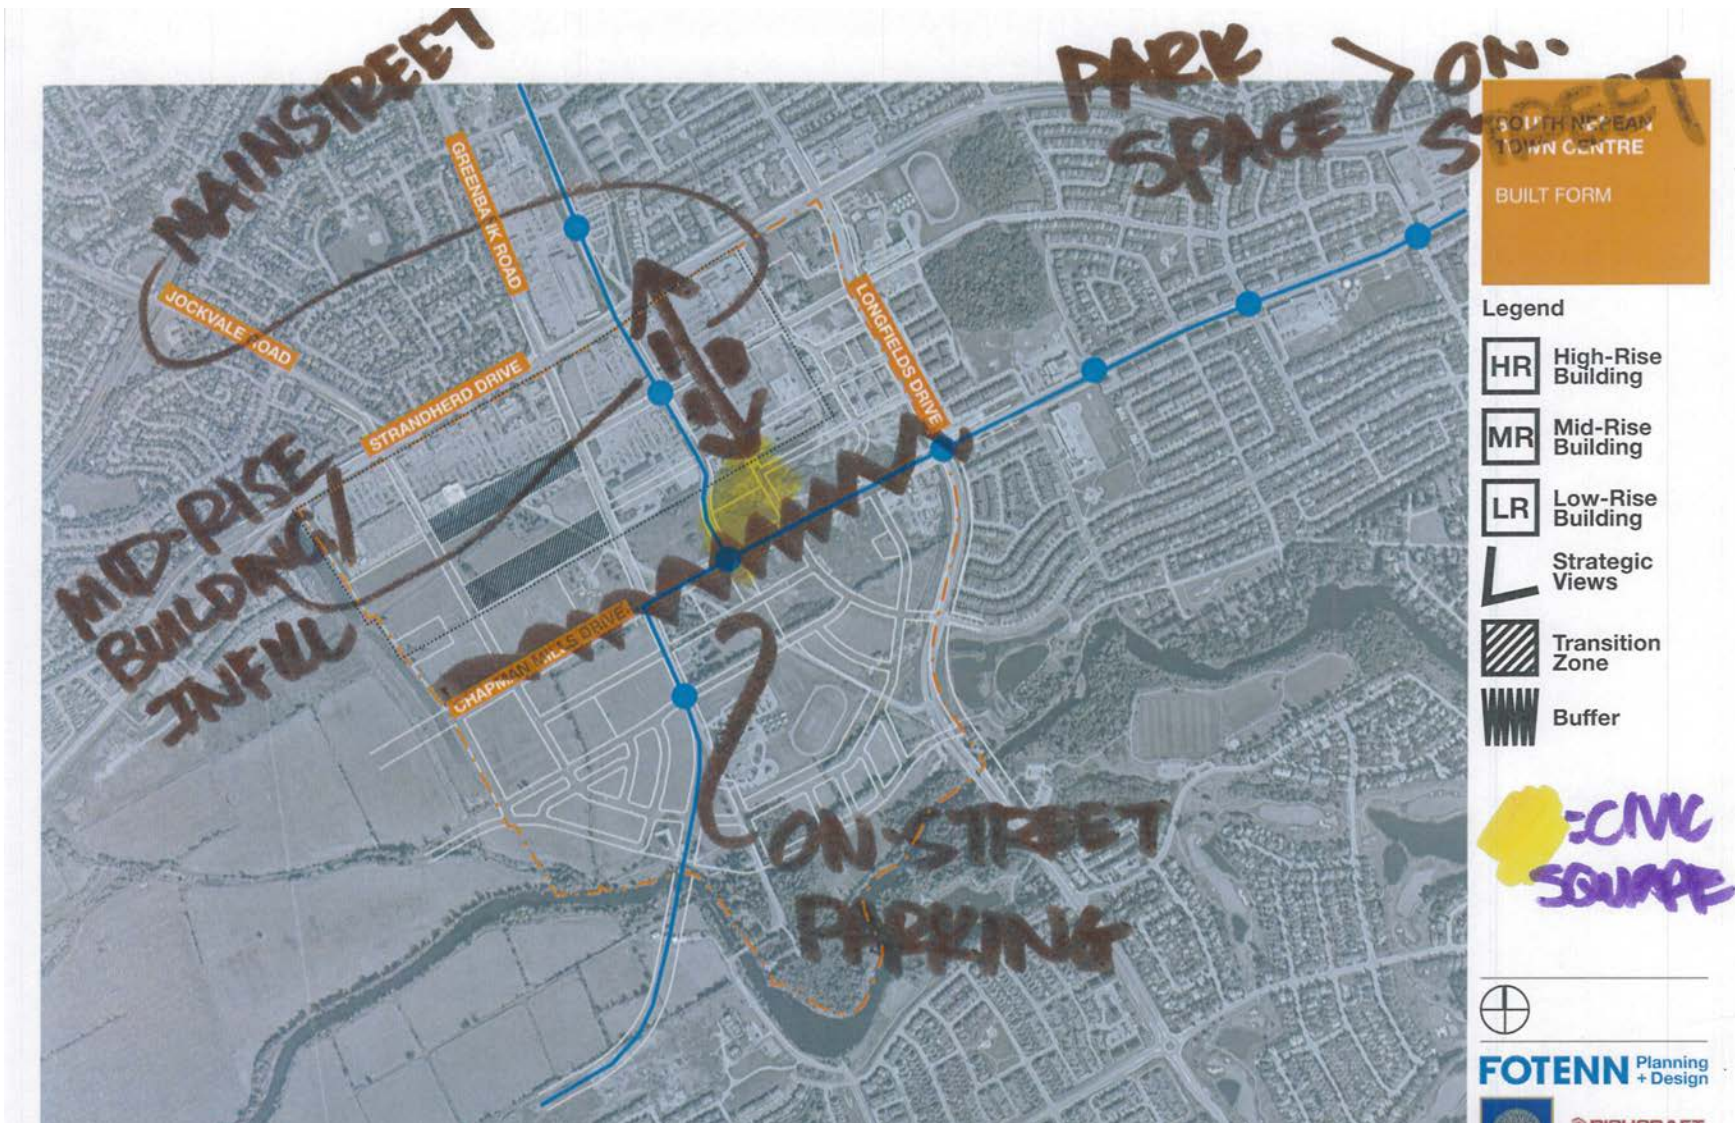 MAINSTREET
PARK
SPACE > ON-
STREET
SOUTH NEPEAN
TOWN CENTRE
BUILT FORM
GREENBANK ROAD
JOCKVALE ROAD
STRANDHERD DRIVE
LONGFIELDS DRIVE
CHAPMAN MILLS DRIVE
MID-RISE
BUILDING/
INFILL
ON-STREET
PARKING
Legend
HR High-Rise
Building
MR Mid-Rise
Building
LR Low-Rise
Building
Strategic
Views
Transition
Zone
Buffer
=CIVIC
SQUARE
FOTENN Planning
+ Design